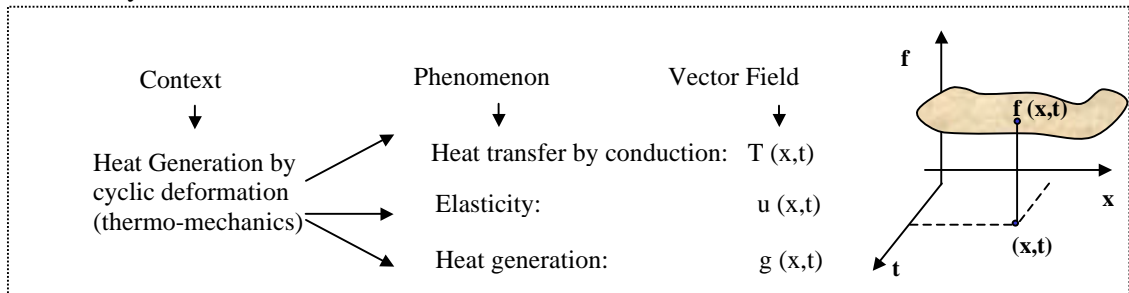 Context Phenomenon Vector Field
Heat Generation by
cyclic deformation
(thermo-mechanics)
Heat transfer by conduction: T (x,t)
Elasticity: u (x,t)
Heat generation: g (x,t)
f
f (x,t)
x
(x,t)
t